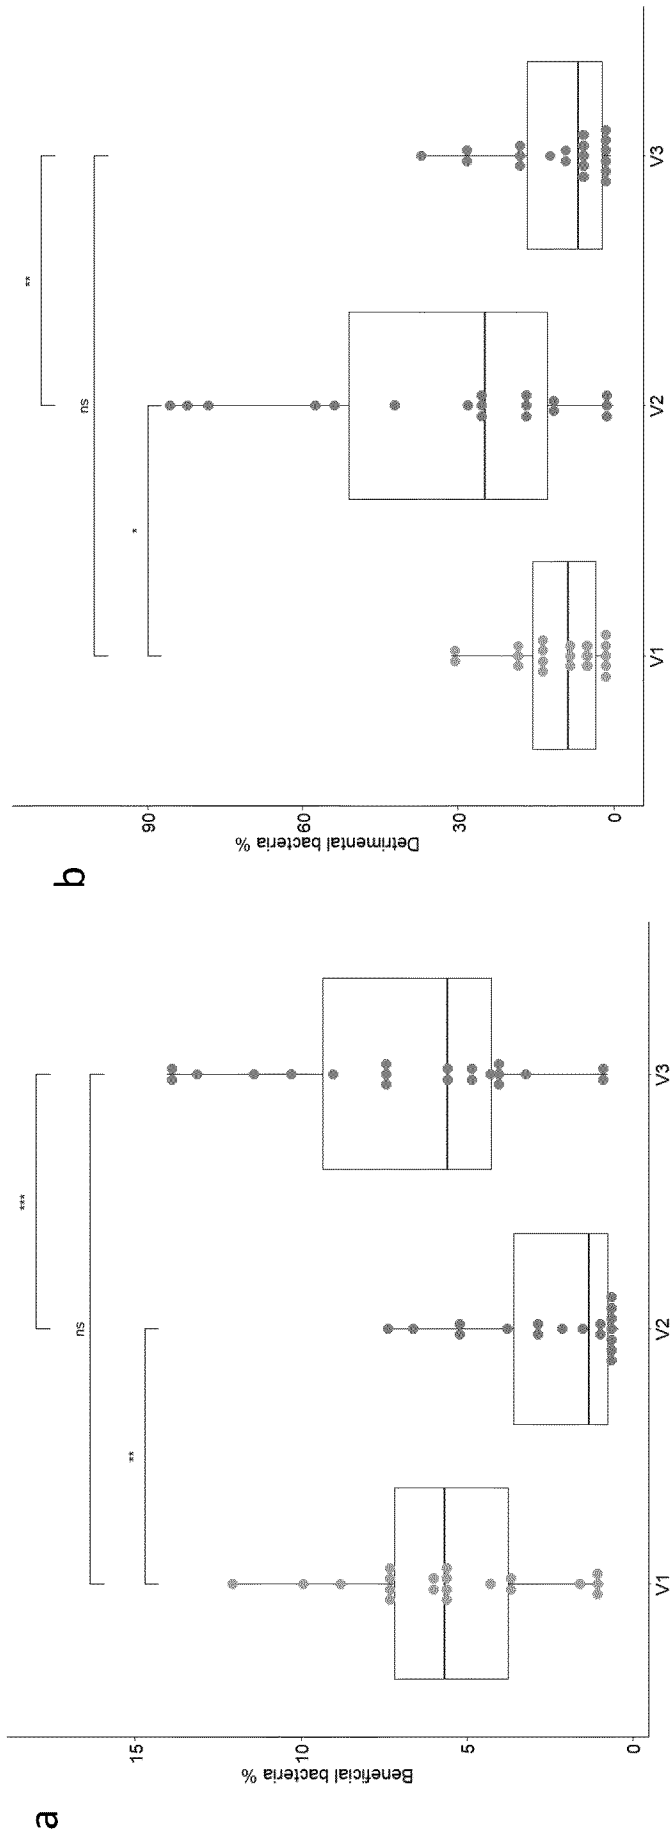 a
Beneficial bacteria %
15
10
5
0
***
ns
**
V1
V2
V3
b
Detrimental bacteria %
90
60
30
0
**
ns
*
V1
V2
V3